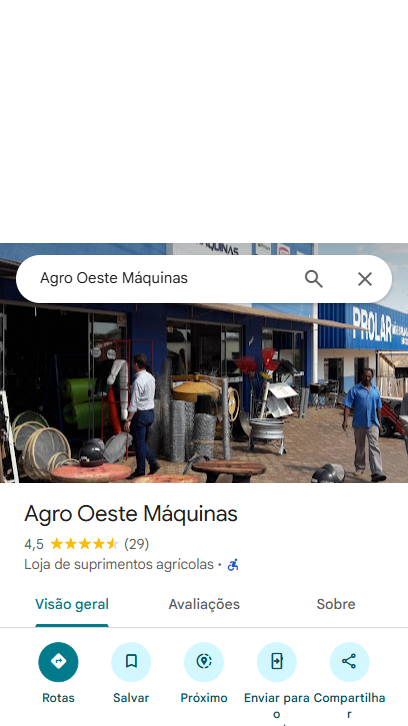 QUINAS
Agro Oeste Máquinas
PROLAR
Agro Oeste Máquinas
4,5 (29)
Loja de suprimentos agrícolas ·
Visão geral Avaliações Sobre
Rotas Salvar Próximo Enviar para o Compartilhar